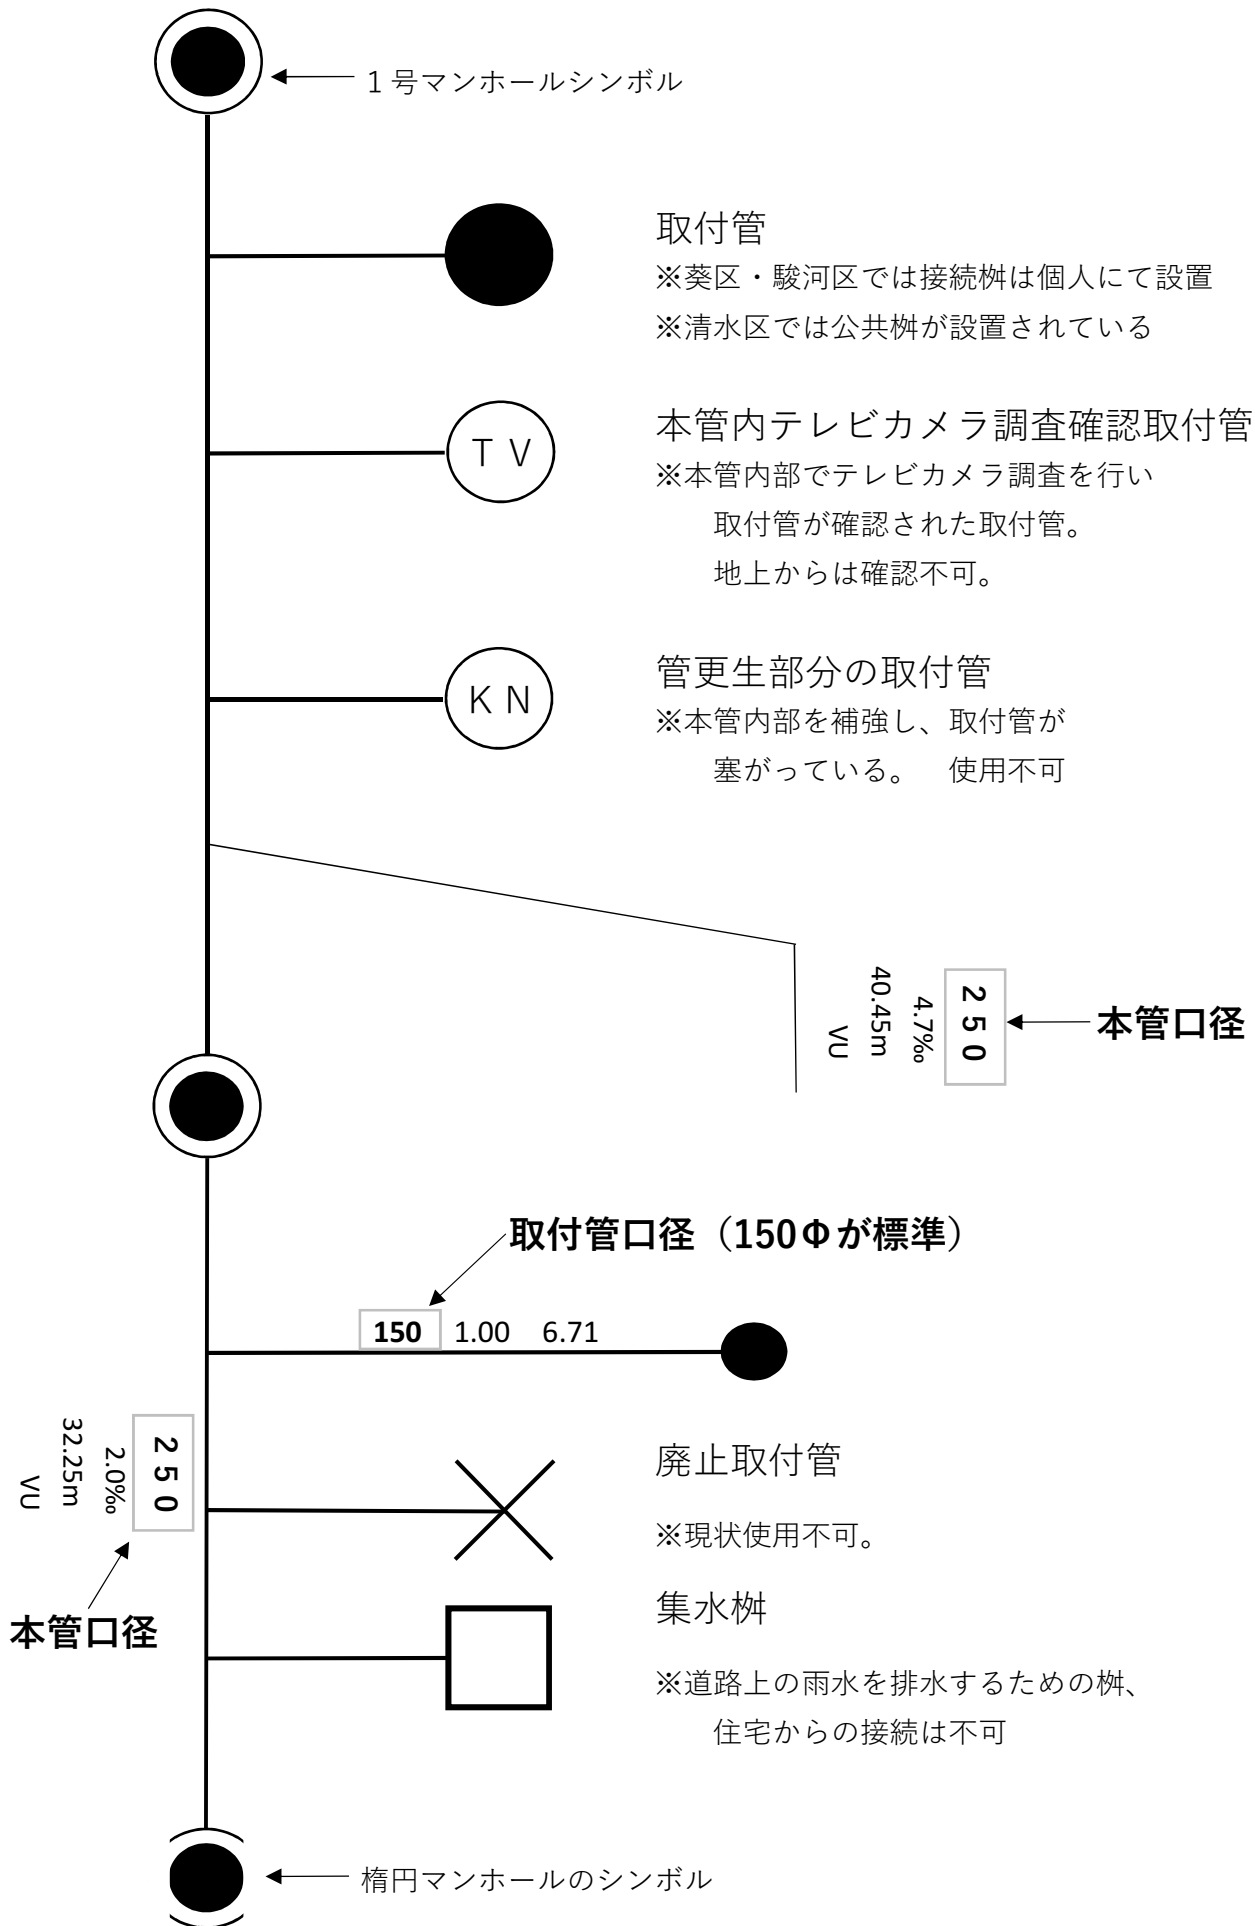 1号マンホールシンボル
取付管
※葵区・駿河区では接続桝は個人にて設置
※清水区では公共桝が設置されている
TV
本管内テレビカメラ調査確認取付管
※本管内部でテレビカメラ調査を行い
取付管が確認された取付管。
地上からは確認不可。
KN
管更生部分の取付管
※本管内部を補強し、取付管が
塞がっている。　使用不可
250
4.7‰
40.45m
VU
本管口径
取付管口径（150Φが標準）
150 1.00 6.71
250
2.0‰
32.25m
VU
本管口径
廃止取付管
※現状使用不可。
集水桝
※道路上の雨水を排水するための桝、
住宅からの接続は不可
楕円マンホールのシンボル